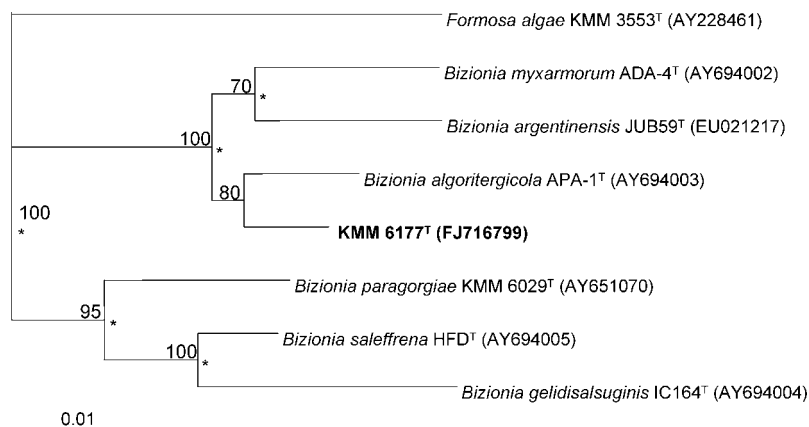 Formosa algae KMM 3553ᵀ (AY228461)
Bizionia myxarmorum ADA-4ᵀ (AY694002)
70
*
Bizionia argentinensis JUB59ᵀ (EU021217)
100
*
Bizionia algoritergicola APA-1ᵀ (AY694003)
80
100
*
KMM 6177ᵀ (FJ716799)
Bizionia paragorgiae KMM 6029ᵀ (AY651070)
95
*
Bizionia saleffrena HFDᵀ (AY694005)
100
*
Bizionia gelidisalsuginis IC164ᵀ (AY694004)
0.01